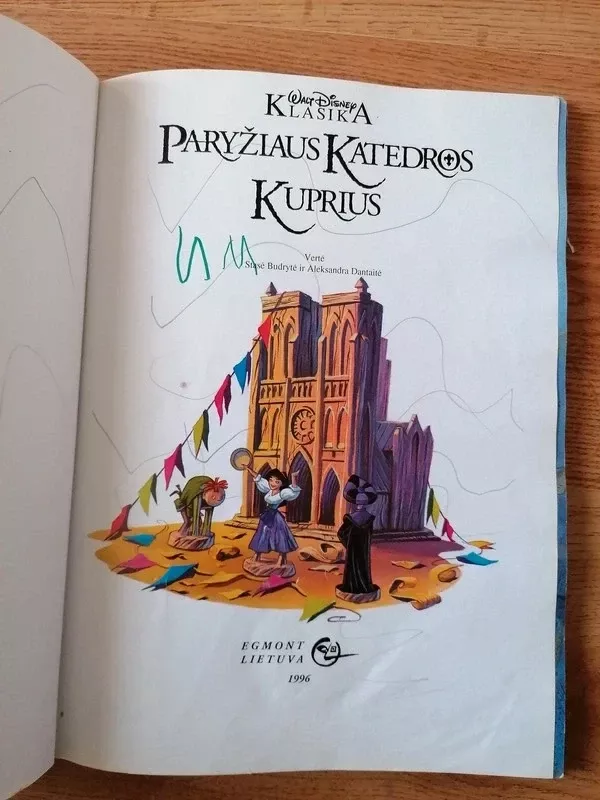 WALT DISNEY
KLASIKA
PARYŽIAUS KATEDROS
KUPRIUS
Vertė
Stasė Budrytė ir Aleksandra Dantaitė
EGMONT
LIETUVA
1996